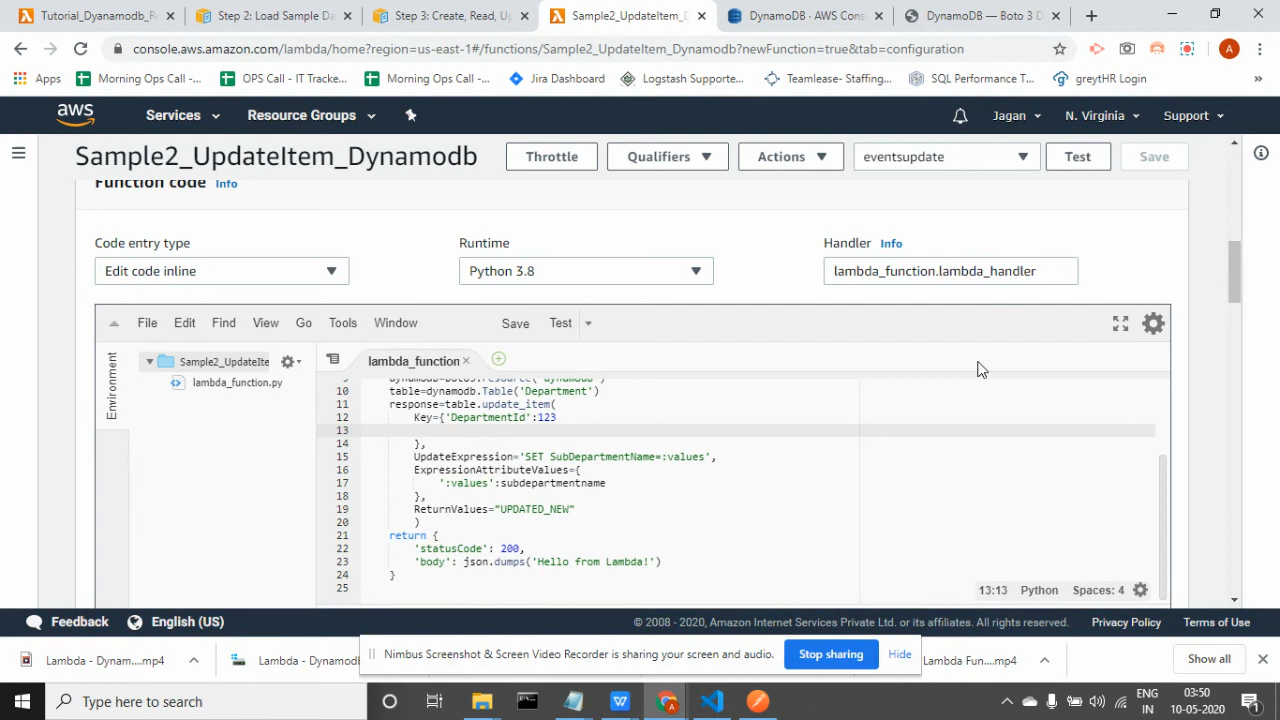 Tutorial_Dyanamodb_R
Step 2: Load Sample Da
Step 3: Create, Read, Up
Sample2_UpdateItem_D
DynamoDB - AWS Cons
DynamoDB — Boto 3 D
console.aws.amazon.com/lambda/home?region=us-east-1#/functions/Sample2_UpdateItem_Dynamodb?newFunction=true&tab=configuration
A
Apps
Morning Ops Call -...
OPS Call - IT Tracke...
Morning Ops Call -...
Jira Dashboard
Logstash Supporte...
Teamlease- Staffing...
SQL Performance T...
greytHR Login
aws
Services
Resource Groups
Jagan
N. Virginia
Support
Sample2_UpdateItem_Dynamodb
Throttle
Qualifiers
Actions
eventsupdate
Test
Save
Function code Info
Code entry type
Runtime
Handler Info
Edit code inline
Python 3.8
lambda_function.lambda_handler
File Edit Find View Go Tools Window Save Test
Environment
Sample2_UpdateIte
lambda_function.py
lambda_function
9 dynamodb=boto3.resource('dynamodb')
10 table=dynamodb.Table('Department')
11 response=table.update_item(
12 Key={'DepartmentId':123
13
14 },
15 UpdateExpression='SET SubDepartmentName=:values',
16 ExpressionAttributeValues={
17 ':values':subdepartmentname
18 },
19 ReturnValues="UPDATED_NEW"
20 )
21 return {
22 'statusCode': 200,
23 'body': json.dumps('Hello from Lambda!')
24 }
25
13:13 Python Spaces: 4
Feedback
English (US)
© 2008 - 2020, Amazon Internet Services Private Ltd. or its affiliates. All rights reserved.
Privacy Policy
Terms of Use
Lambda - Dynam....mp4
Lambda - Dynamodb
Nimbus Screenshot & Screen Video Recorder is sharing your screen and audio.
Stop sharing
Hide
Lambda Fun....mp4
Show all
Type here to search
ENG
IN
03:50
10-05-2020
1